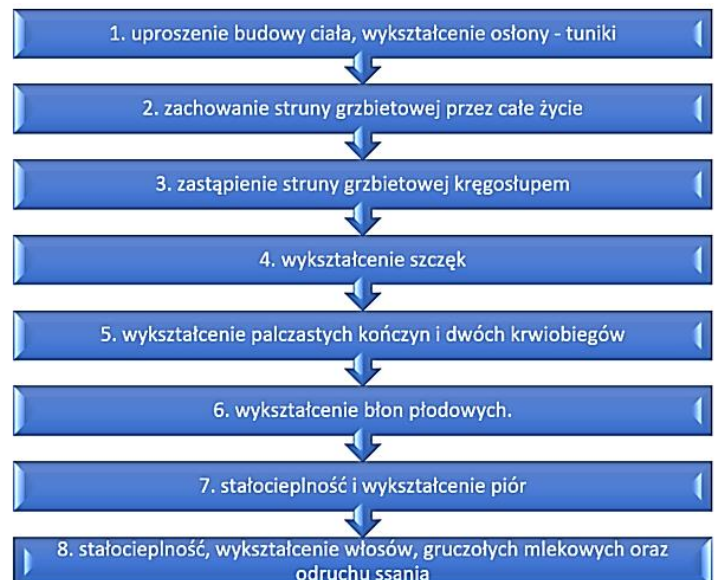 1. uproszenie budowy ciała, wykształcenie osłony - tuniki
2. zachowanie struny grzbietowej przez całe życie
3. zastąpienie struny grzbietowej kręgosłupem
4. wykształcenie szczęk
5. wykształcenie palczastych kończyn i dwóch krwiobiegów
6. wykształcenie błon płodowych.
7. stałocieplność i wykształcenie piór
8. stałocieplność, wykształcenie włosów, gruczołych mlekowych oraz
odruchu ssania